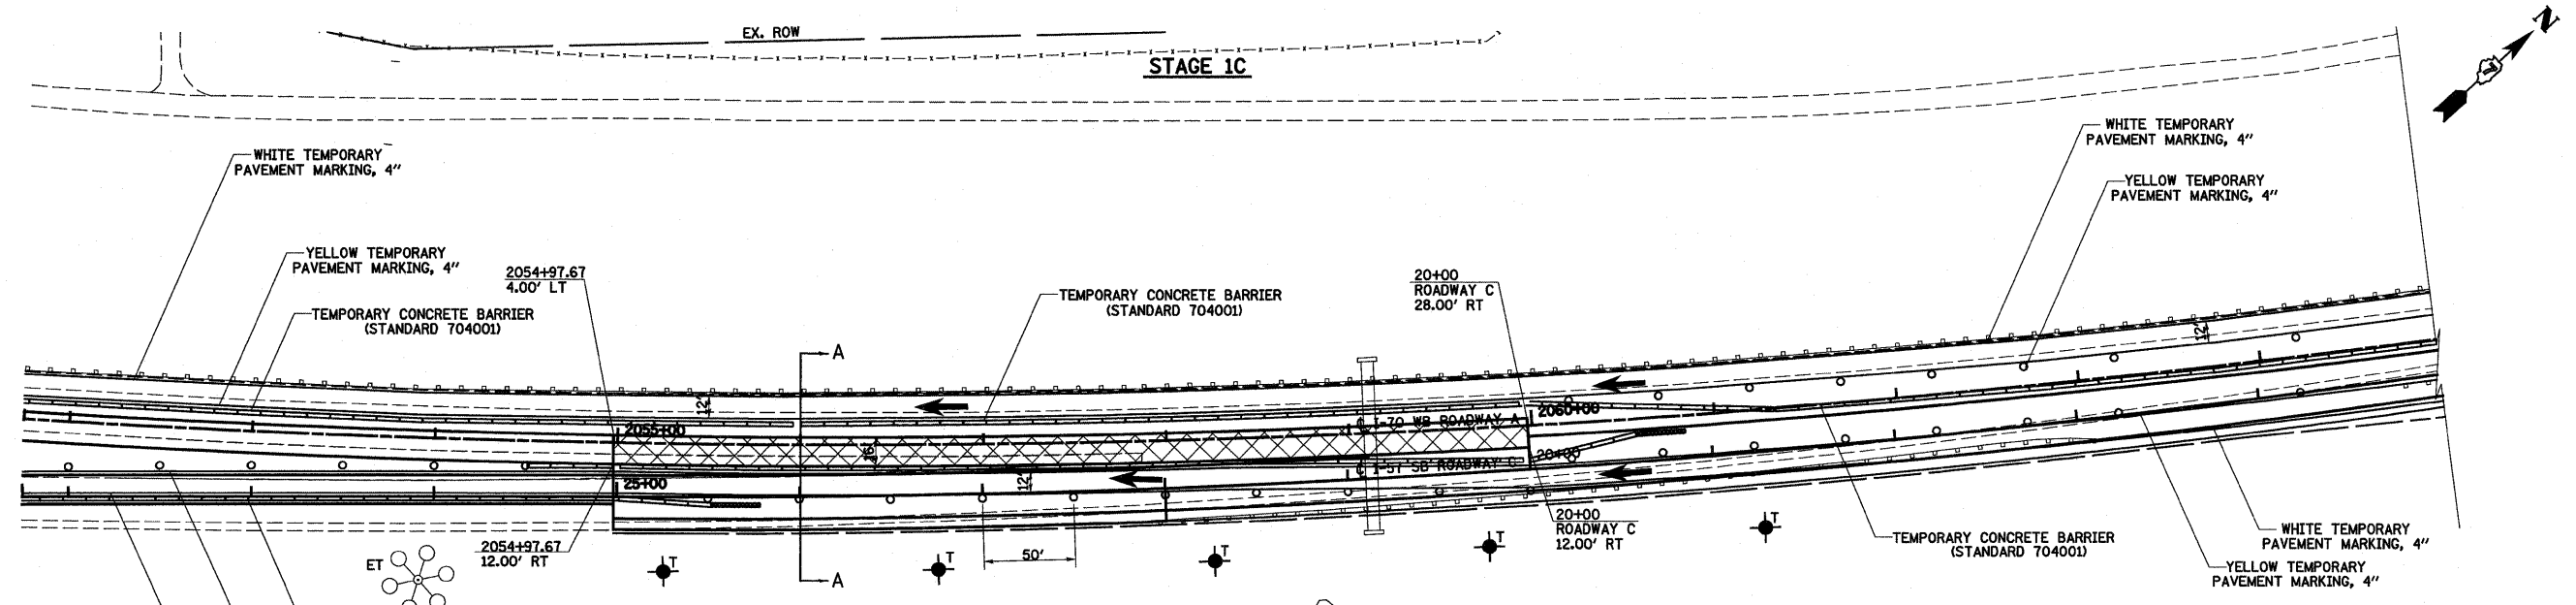 EX. ROW
STAGE 1C
N
WHITE TEMPORARY
PAVEMENT MARKING, 4"
YELLOW TEMPORARY
PAVEMENT MARKING, 4"
WHITE TEMPORARY
PAVEMENT MARKING, 4"
YELLOW TEMPORARY
PAVEMENT MARKING, 4"
2054+97.67
4.00' LT
TEMPORARY CONCRETE BARRIER
(STANDARD 704001)
TEMPORARY CONCRETE BARRIER
(STANDARD 704001)
20+00
ROADWAY C
28.00' RT
A
12'
12'
2055+00
2060+00
℄ I-70 WB ROADWAY A
16'
℄ I-57 SB ROADWAY C
20+00
25+00
12'
2054+97.67
12.00' RT
50'
A
20+00
ROADWAY C
12.00' RT
T
T
T
T
T
ET
TEMPORARY CONCRETE BARRIER
(STANDARD 704001)
WHITE TEMPORARY
PAVEMENT MARKING, 4"
YELLOW TEMPORARY
PAVEMENT MARKING, 4"